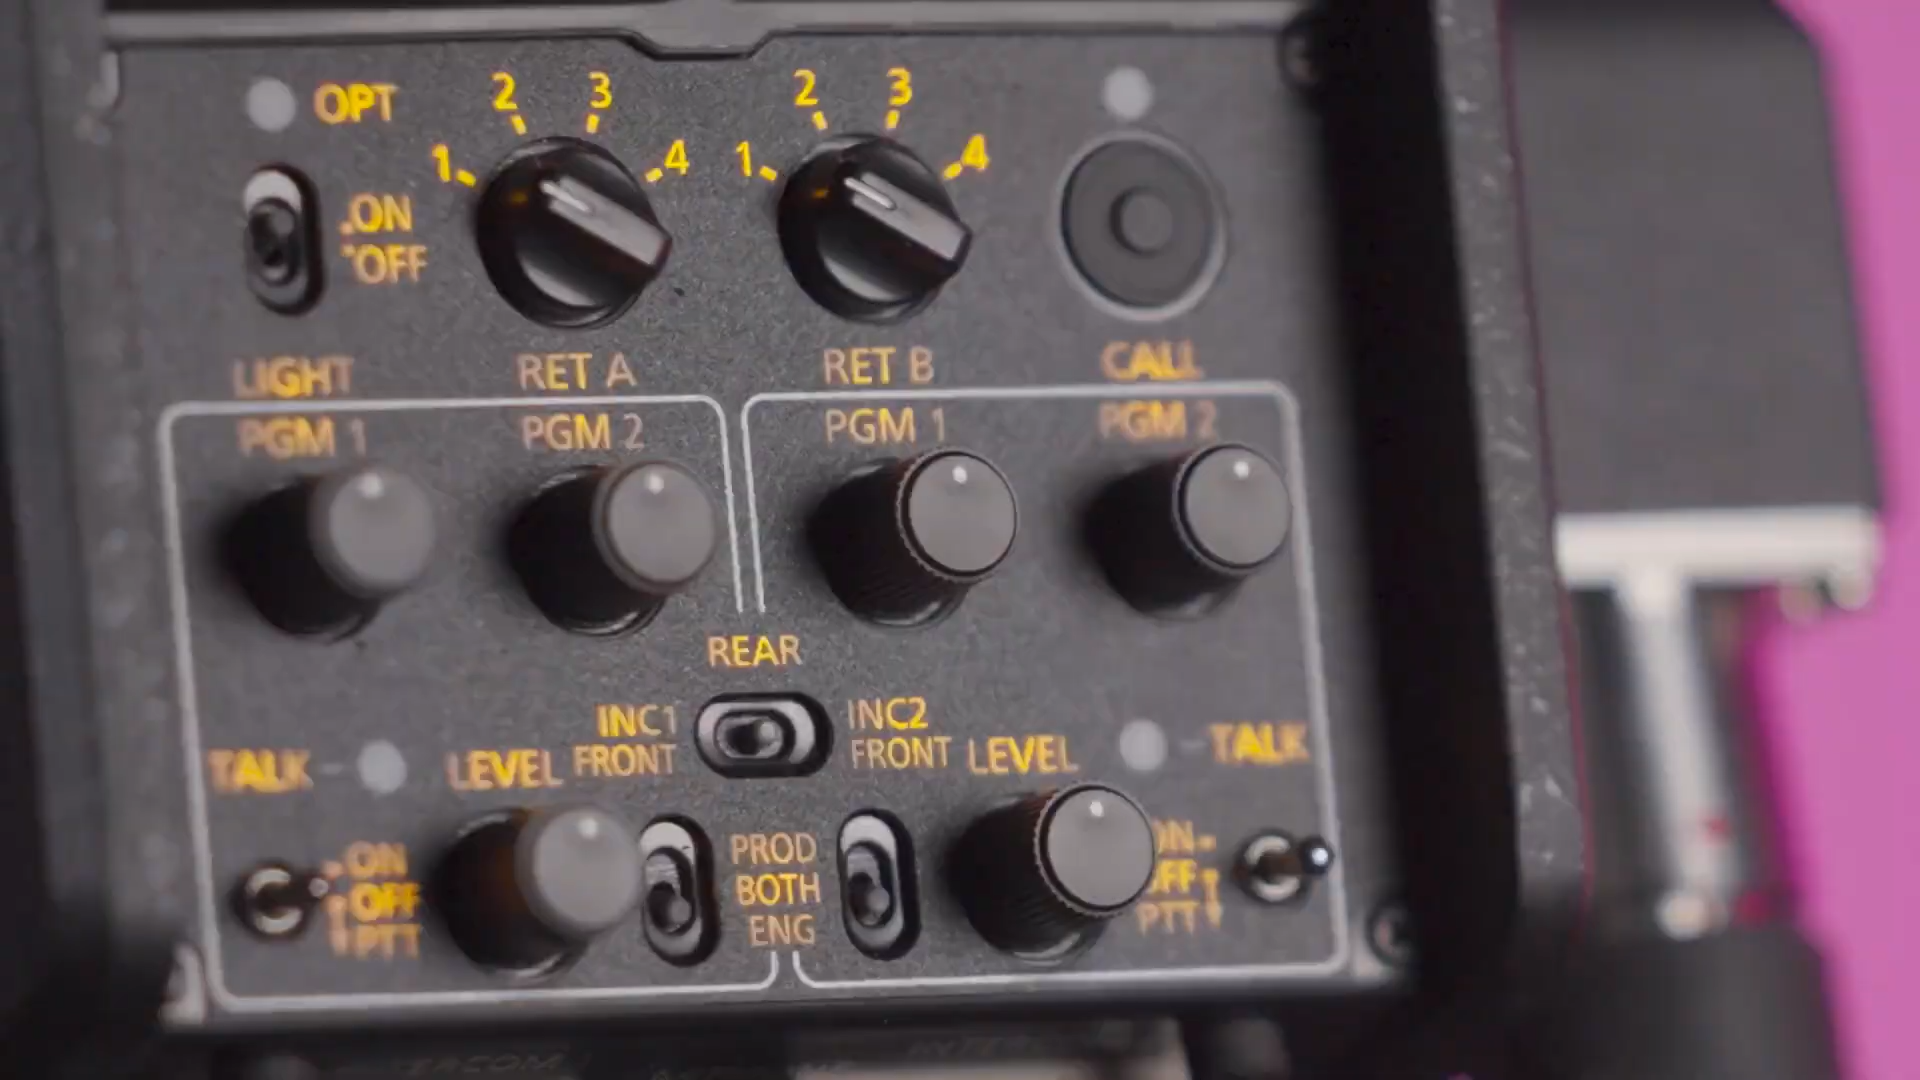 OPT
2 3
1 4
2 3
1 4
ON
OFF
LIGHT
RET A
RET B
CALL
PGM 1
PGM 2
PGM 1
PGM 2
REAR
INC1
FRONT
INC2
FRONT
TALK
LEVEL
LEVEL
TALK
ON
OFF
PTT
PROD
BOTH
ENG
ON
OFF
PTT